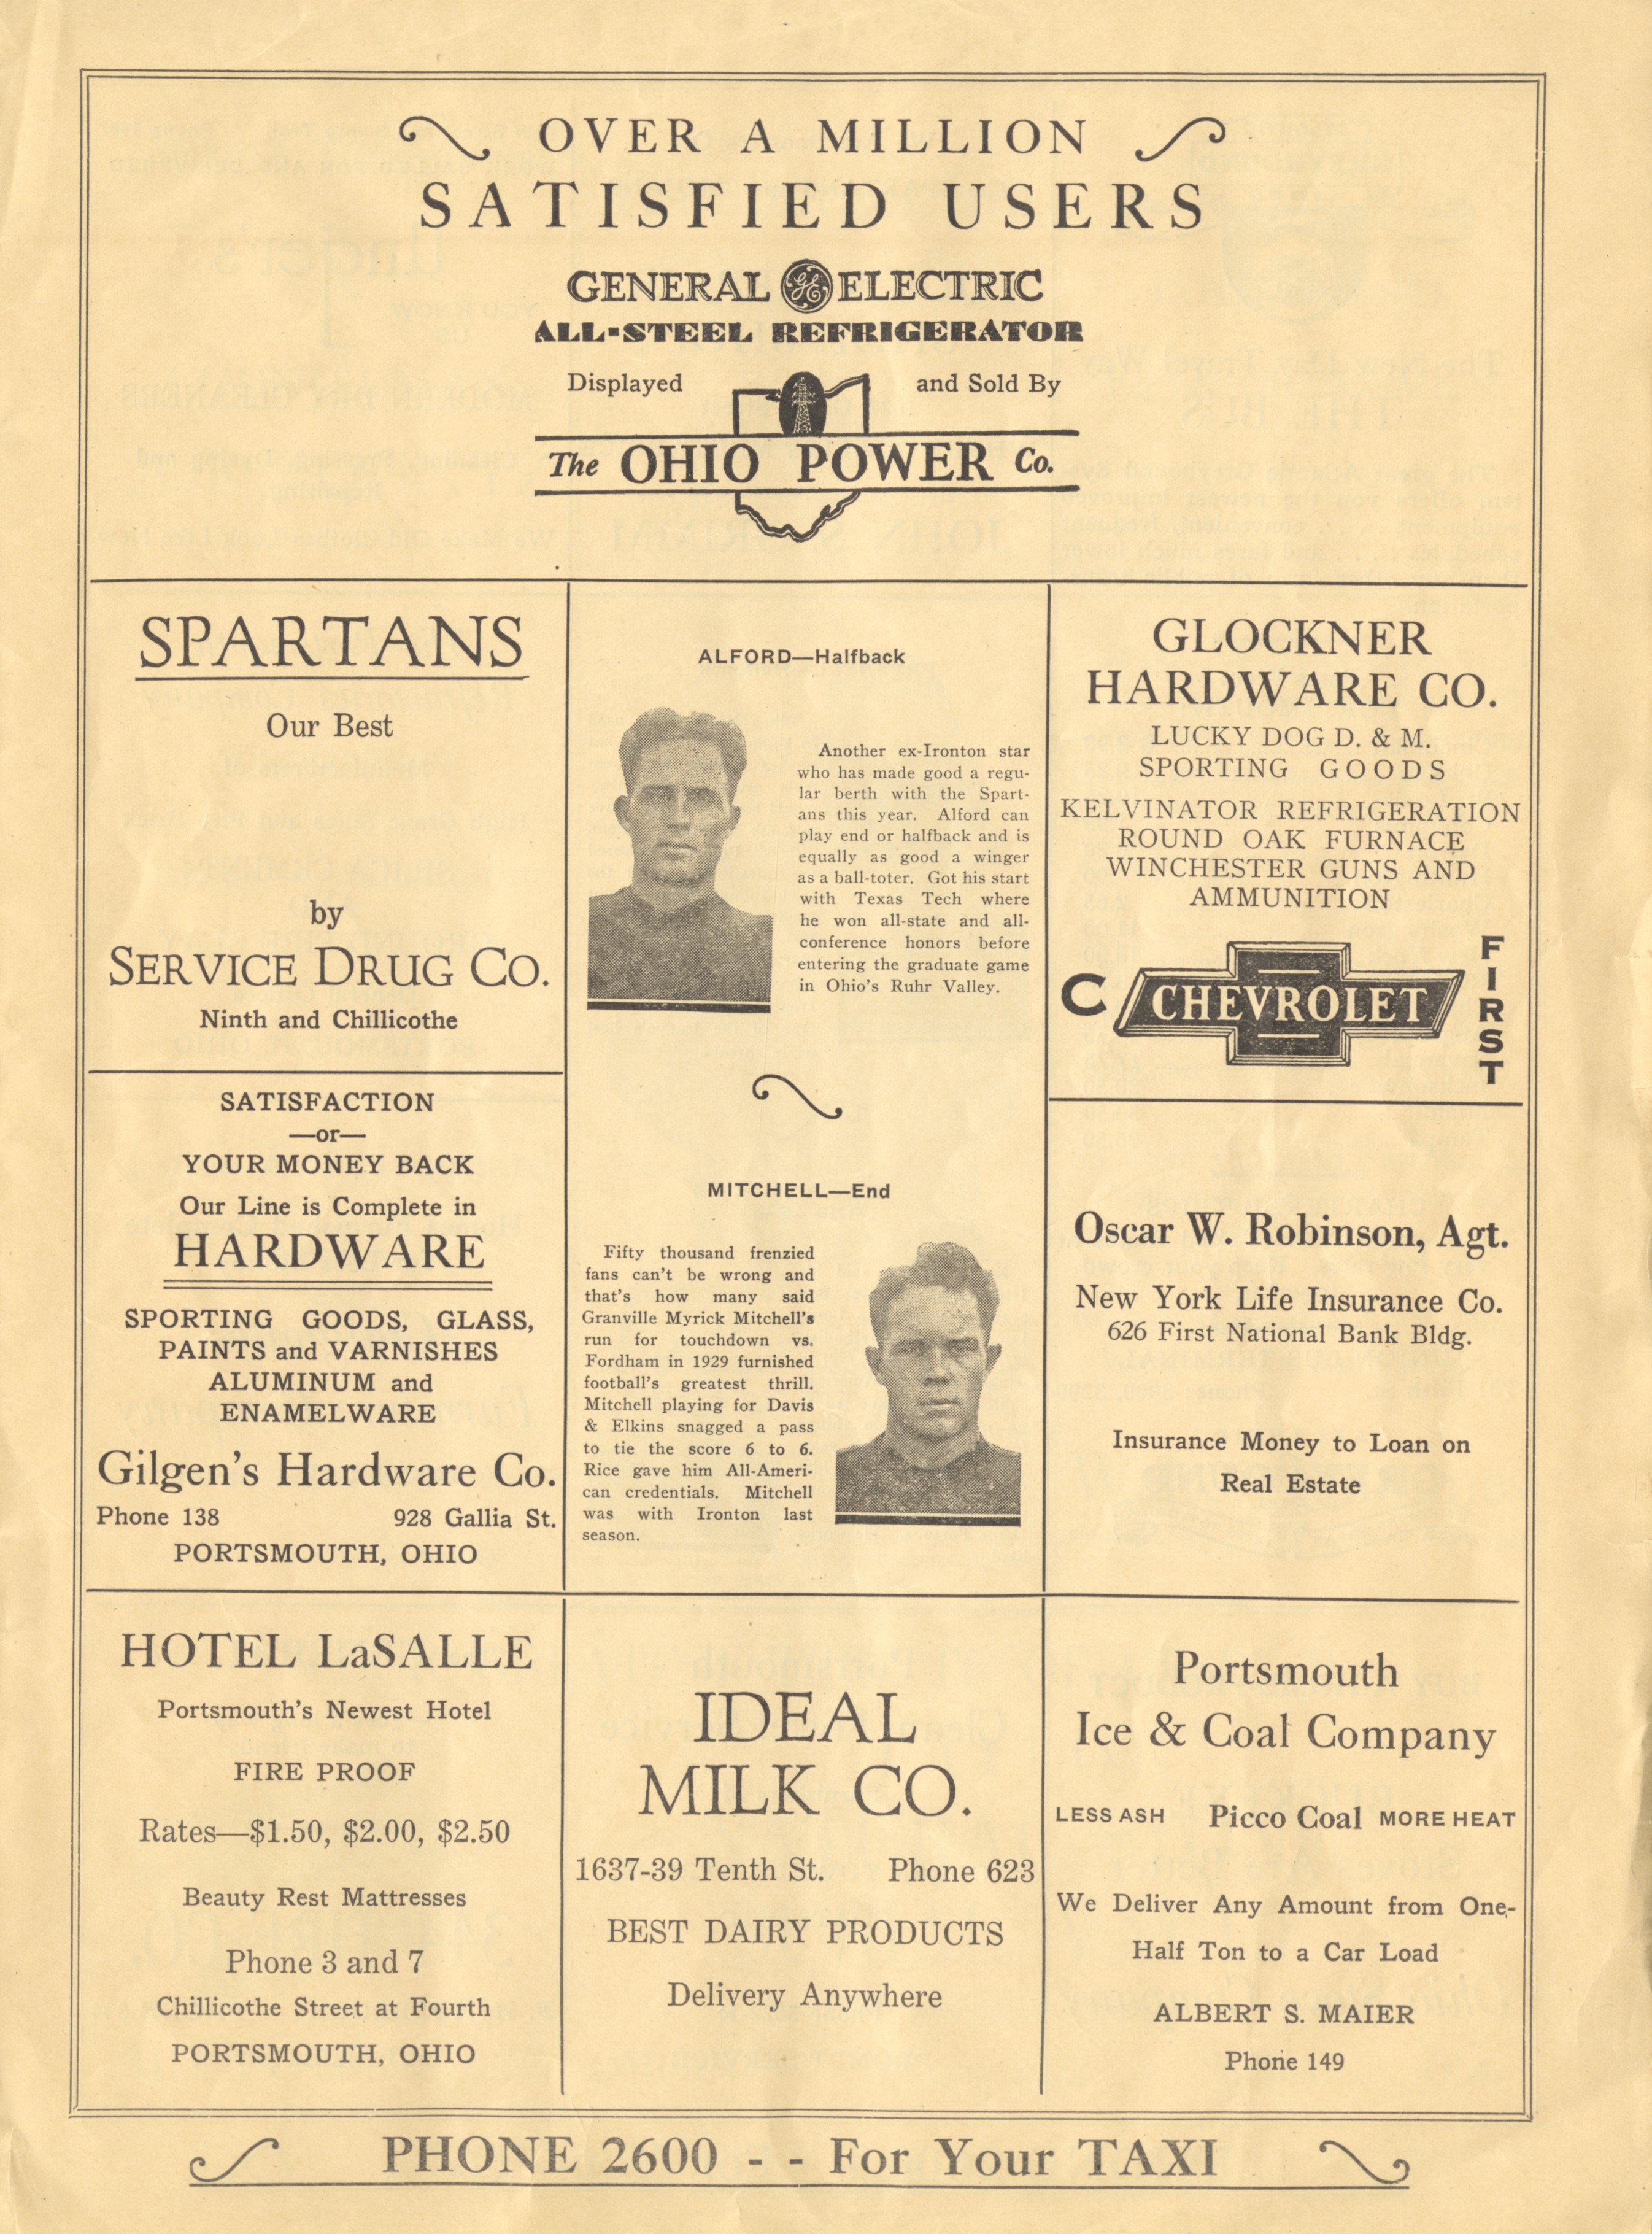 OVER A MILLION
SATISFIED USERS
GENERAL GE ELECTRIC
ALL-STEEL REFRIGERATOR
Displayed and Sold By
The OHIO POWER Co.
SPARTANS
Our Best
by
SERVICE DRUG CO.
Ninth and Chillicothe
SATISFACTION
—or—
YOUR MONEY BACK
Our Line is Complete in
HARDWARE
SPORTING GOODS, GLASS,
PAINTS and VARNISHES
ALUMINUM and
ENAMELWARE
Gilgen's Hardware Co.
Phone 138 928 Gallia St.
PORTSMOUTH, OHIO
ALFORD—Halfback
Another ex-Ironton star
who has made good a regu-
lar berth with the Spart-
ans this year. Alford can
play end or halfback and is
equally as good a winger
as a ball-toter. Got his start
with Texas Tech where
he won all-state and all-
conference honors before
entering the graduate game
in Ohio's Ruhr Valley.
MITCHELL—End
Fifty thousand frenzied
fans can't be wrong and
that's how many said
Granville Myrick Mitchell's
run for touchdown vs.
Fordham in 1929 furnished
football's greatest thrill.
Mitchell playing for Davis
& Elkins snagged a pass
to tie the score 6 to 6.
Rice gave him All-Ameri-
can credentials. Mitchell
was with Ironton last
season.
GLOCKNER
HARDWARE CO.
LUCKY DOG D. & M.
SPORTING GOODS
KELVINATOR REFRIGERATION
ROUND OAK FURNACE
WINCHESTER GUNS AND
AMMUNITION
C CHEVROLET FIRST
Oscar W. Robinson, Agt.
New York Life Insurance Co.
626 First National Bank Bldg.
Insurance Money to Loan on
Real Estate
HOTEL LaSALLE
Portsmouth's Newest Hotel
FIRE PROOF
Rates—$1.50, $2.00, $2.50
Beauty Rest Mattresses
Phone 3 and 7
Chillicothe Street at Fourth
PORTSMOUTH, OHIO
IDEAL
MILK CO.
1637-39 Tenth St. Phone 623
BEST DAIRY PRODUCTS
Delivery Anywhere
Portsmouth
Ice & Coal Company
LESS ASH Picco Coal MORE HEAT
We Deliver Any Amount from One-
Half Ton to a Car Load
ALBERT S. MAIER
Phone 149
PHONE 2600 - - For Your TAXI